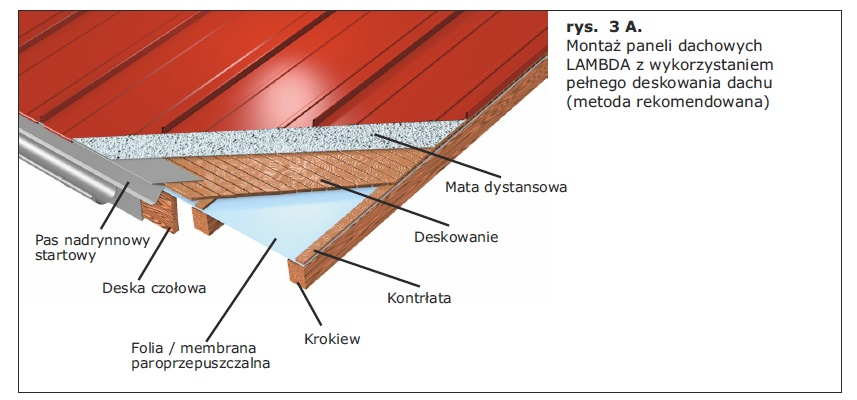 rys. 3 A.
Montaż paneli dachowych
LAMBDA z wykorzystaniem
pełnego deskowania dachu
(metoda rekomendowana)
Mata dystansowa
Deskowanie
Pas nadrynnowy
startowy
Deska czołowa
Kontrłata
Krokiew
Folia / membrana
paroprzepuszczalna